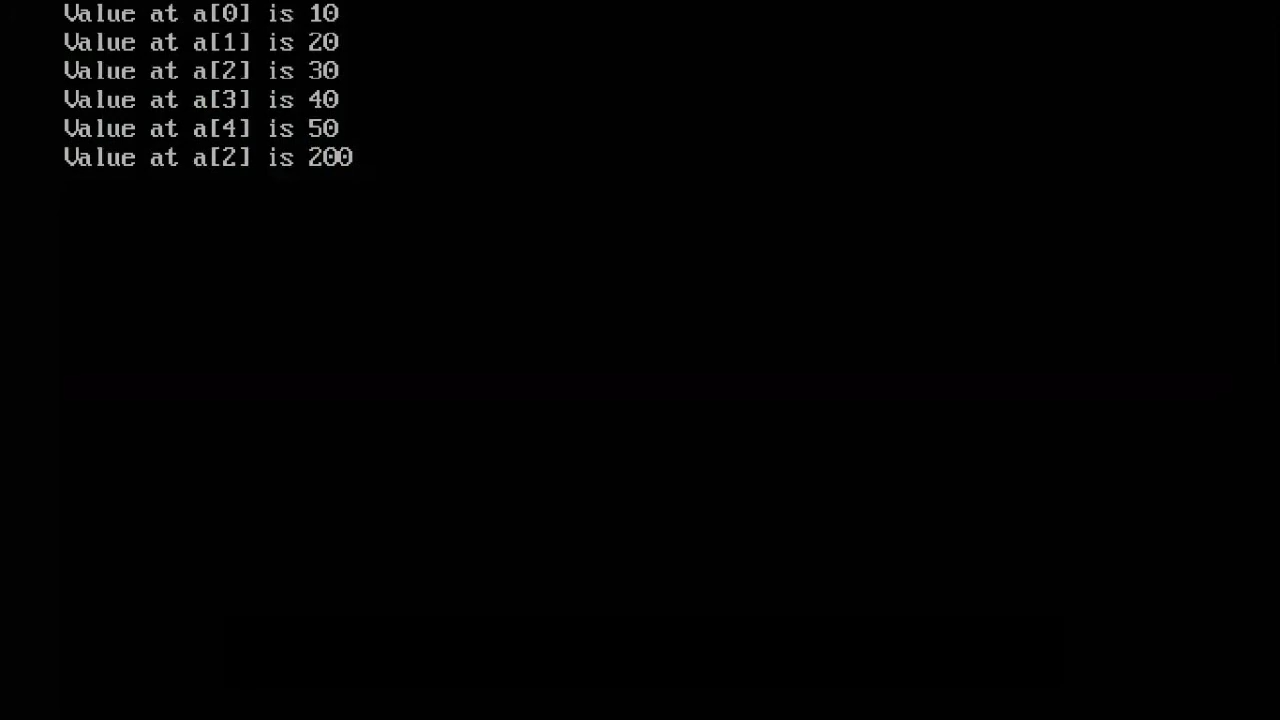 Value at a[0] is 10
Value at a[1] is 20
Value at a[2] is 30
Value at a[3] is 40
Value at a[4] is 50
Value at a[2] is 200